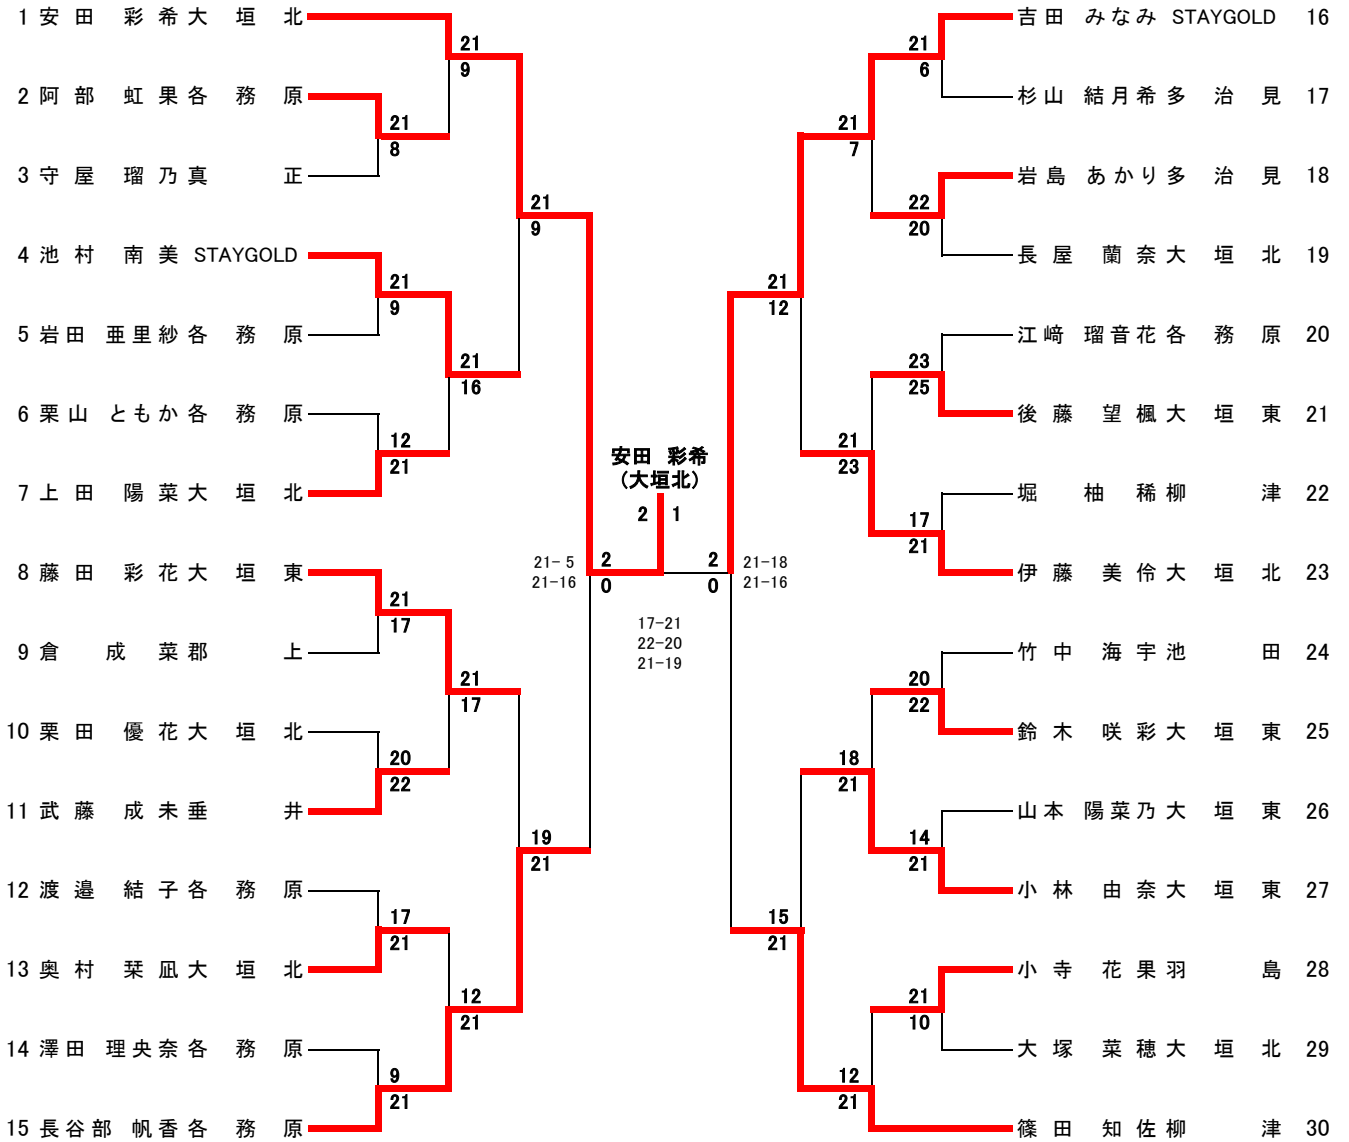 1 安田 彩希 大垣北
21
9
2 阿部 虹果 各務原
21
8
3 守屋 瑠乃 真正
21
9
4 池村 南美 STAYGOLD
21
9
5 岩田 亜里紗 各務原
21
16
6 栗山 ともか 各務原
12
21
7 上田 陽菜 大垣北
8 藤田 彩花 大垣東
21
17
9 倉 成菜 郡上
21
17
10 栗田 優花 大垣北
20
22
11 武藤 成未 垂井
19
21
12 渡邉 結子 各務原
17
21
13 奥村 栞凪 大垣北
12
21
14 澤田 理央奈 各務原
9
21
15 長谷部 帆香 各務原
安田 彩希
(大垣北)
2 1
21- 5
21-16
2
0
2
0
21-18
21-16
17-21
22-20
21-19
吉田 みなみ STAYGOLD 16
21
6
杉山 結月希 多治見 17
21
7
岩島 あかり 多治見 18
22
20
長屋 蘭奈 大垣北 19
21
12
江﨑 瑠音花 各務原 20
23
25
後藤 望楓 大垣東 21
21
23
堀 柚稀 柳津 22
17
21
伊藤 美伶 大垣北 23
竹中 海宇 池田 24
20
22
鈴木 咲彩 大垣東 25
18
21
山本 陽菜乃 大垣東 26
14
21
小林 由奈 大垣東 27
15
21
小寺 花果 羽島 28
21
10
大塚 菜穂 大垣北 29
12
21
篠田 知佐 柳津 30